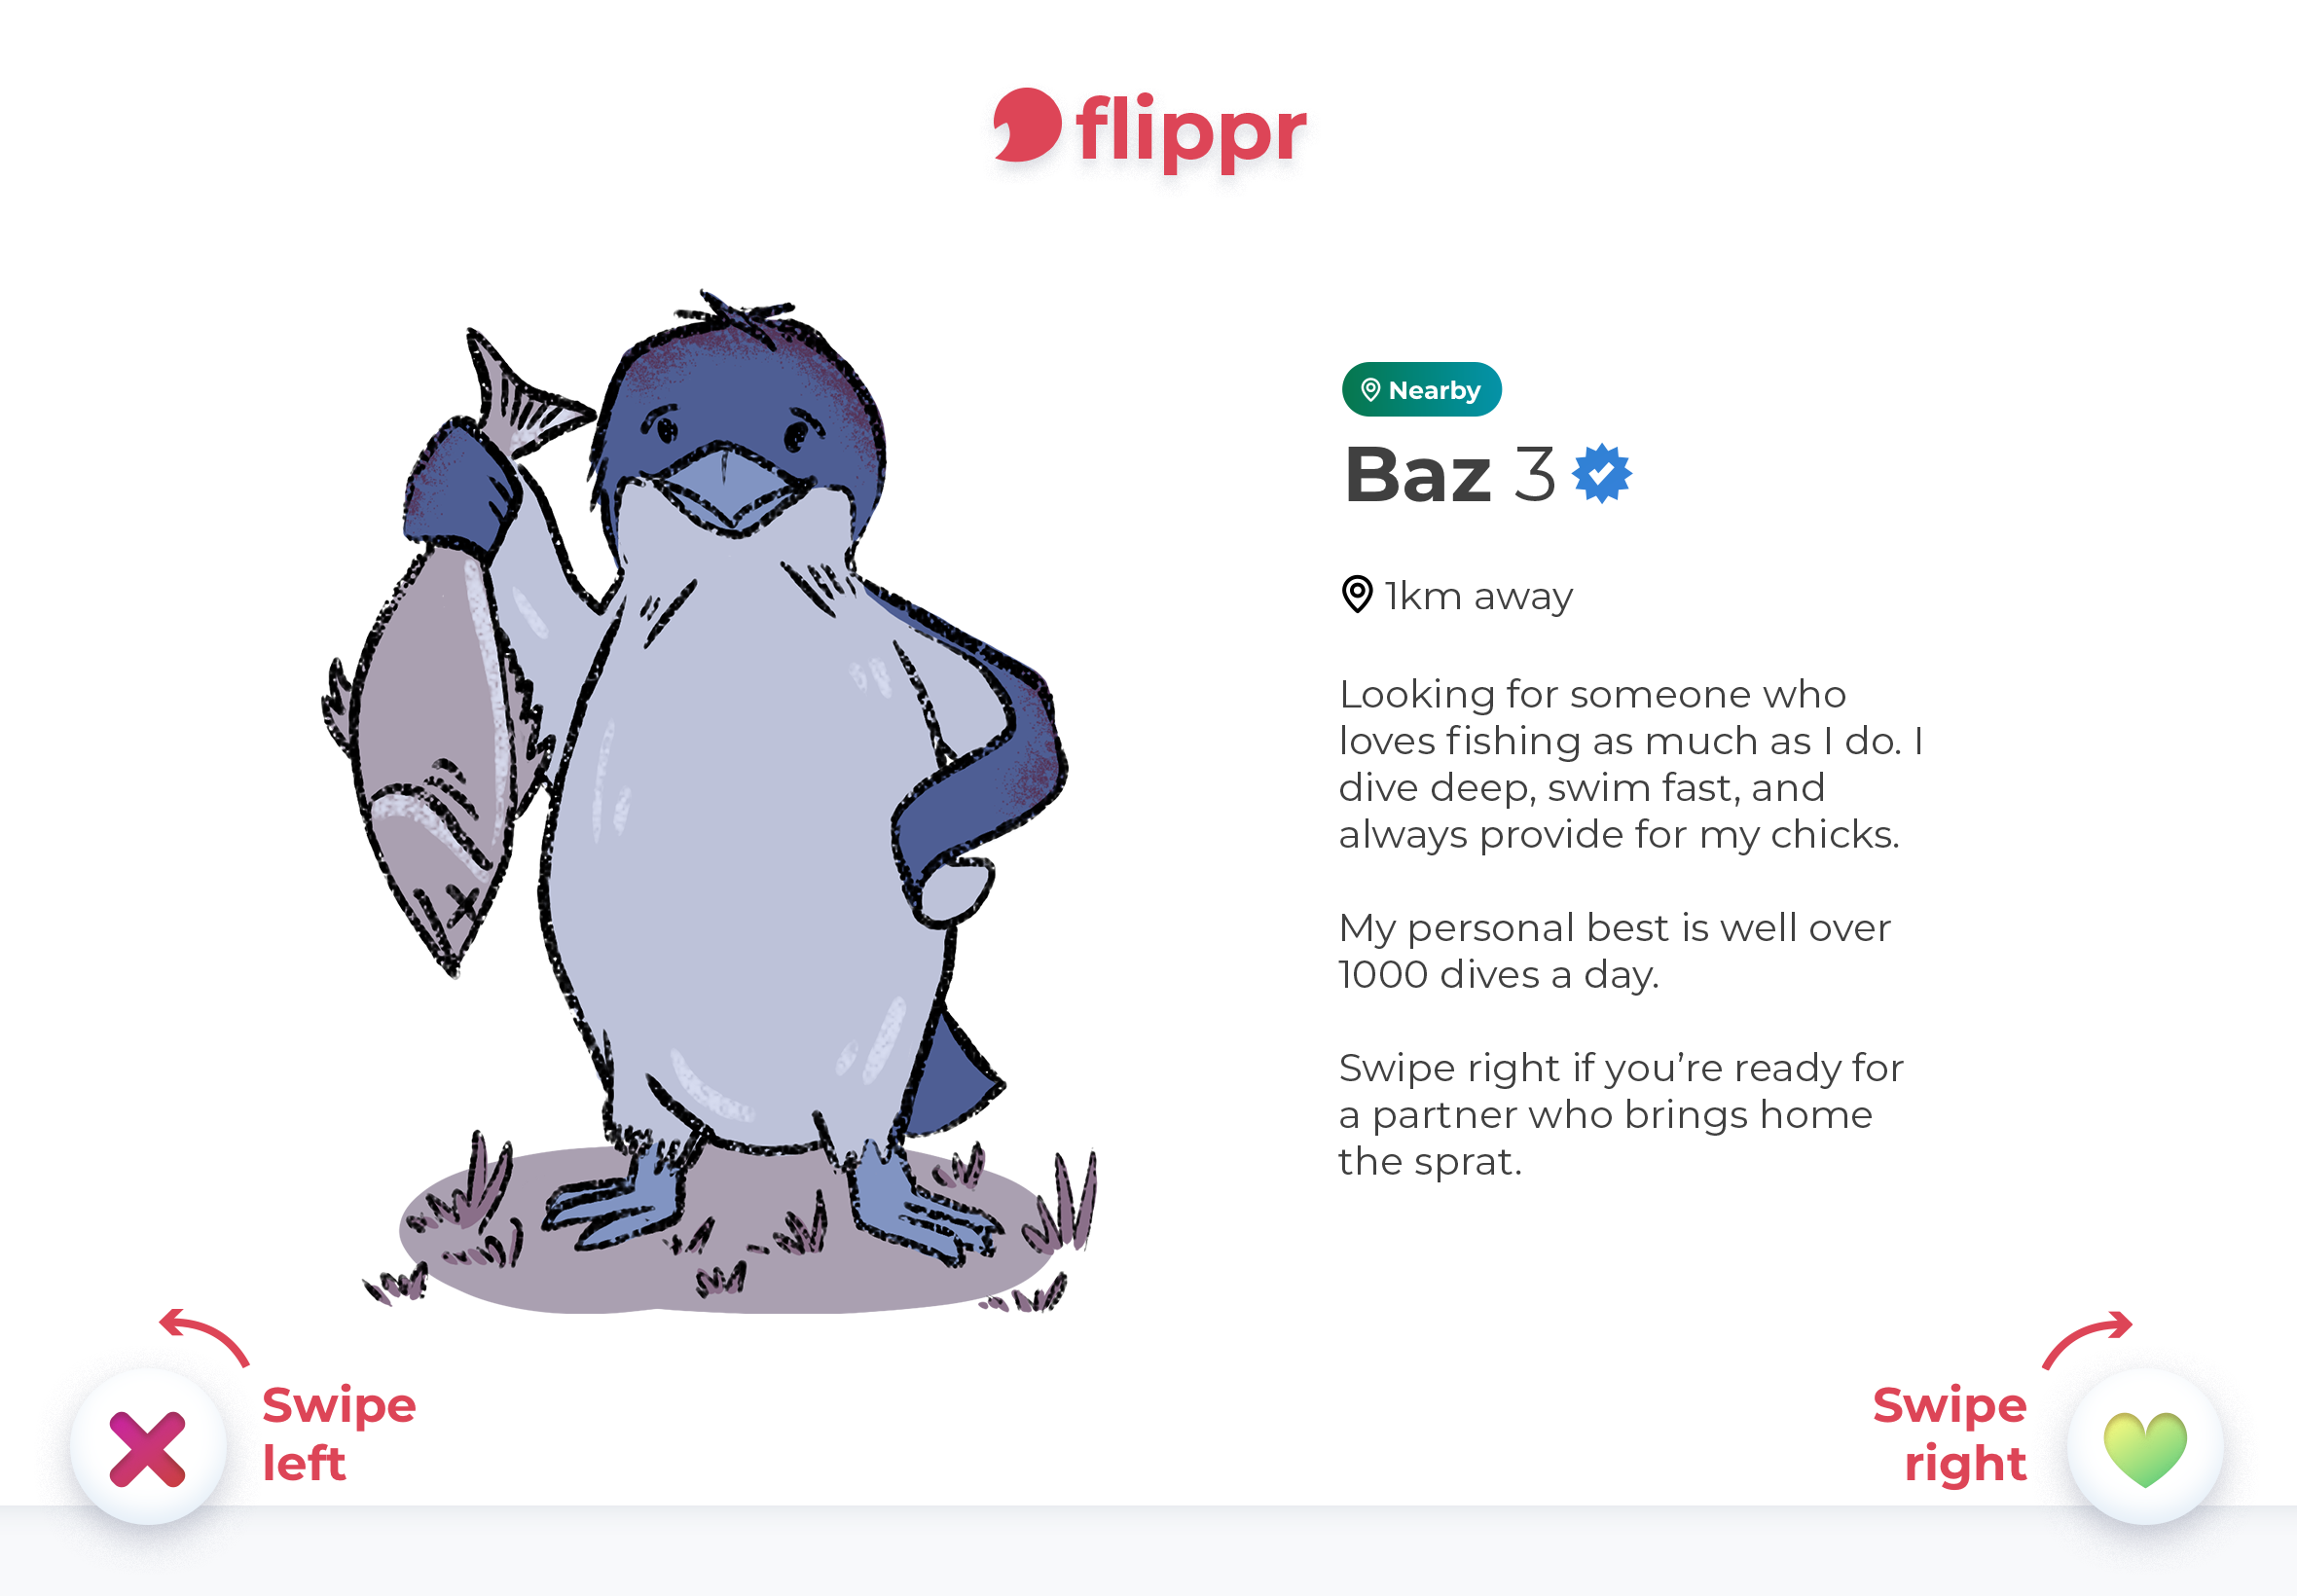 flippr
Nearby
Baz 3
1km away
Looking for someone who
loves fishing as much as I do. I
dive deep, swim fast, and
always provide for my chicks.
My personal best is well over
1000 dives a day.
Swipe right if you’re ready for
a partner who brings home
the sprat.
Swipe
left
Swipe
right